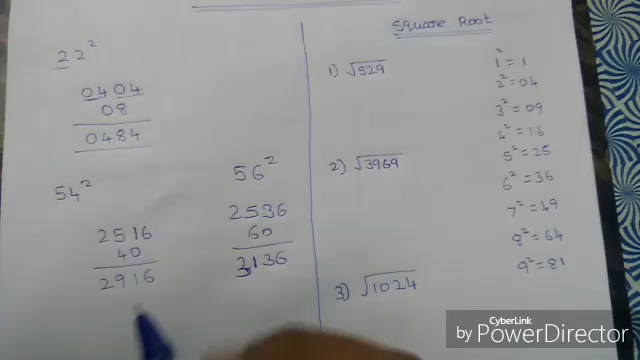 22²
0404
08
0484
54²
2516
40
2916
56²
2536
60
3136
Square Root
1) √529
2) √3969
3) √1024
1² = 1
2² = 04
3² = 09
4² = 16
5² = 25
6² = 36
7² = 49
8² = 64
9² = 81
CyberLink
by PowerDirector